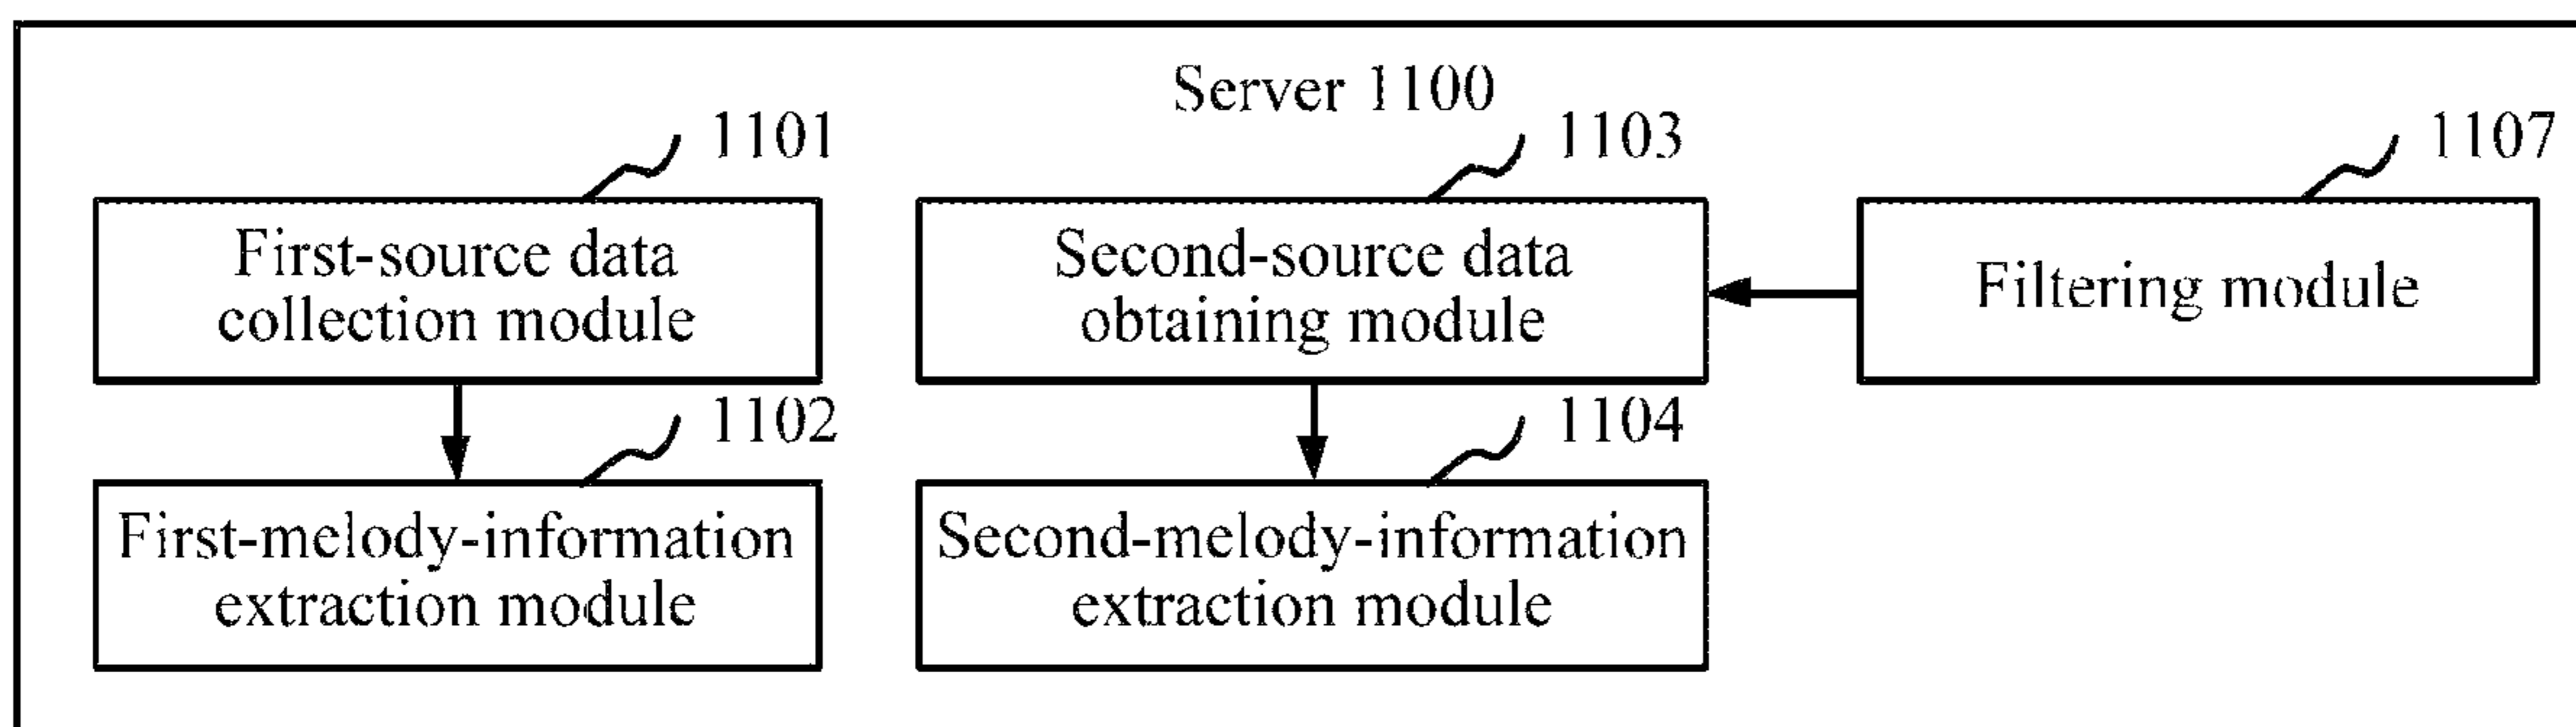 Server 1100
1101
1103
1107
First-source data
collection module
Second-source data
obtaining module
Filtering module
1102
1104
First-melody-information
extraction module
Second-melody-information
extraction module